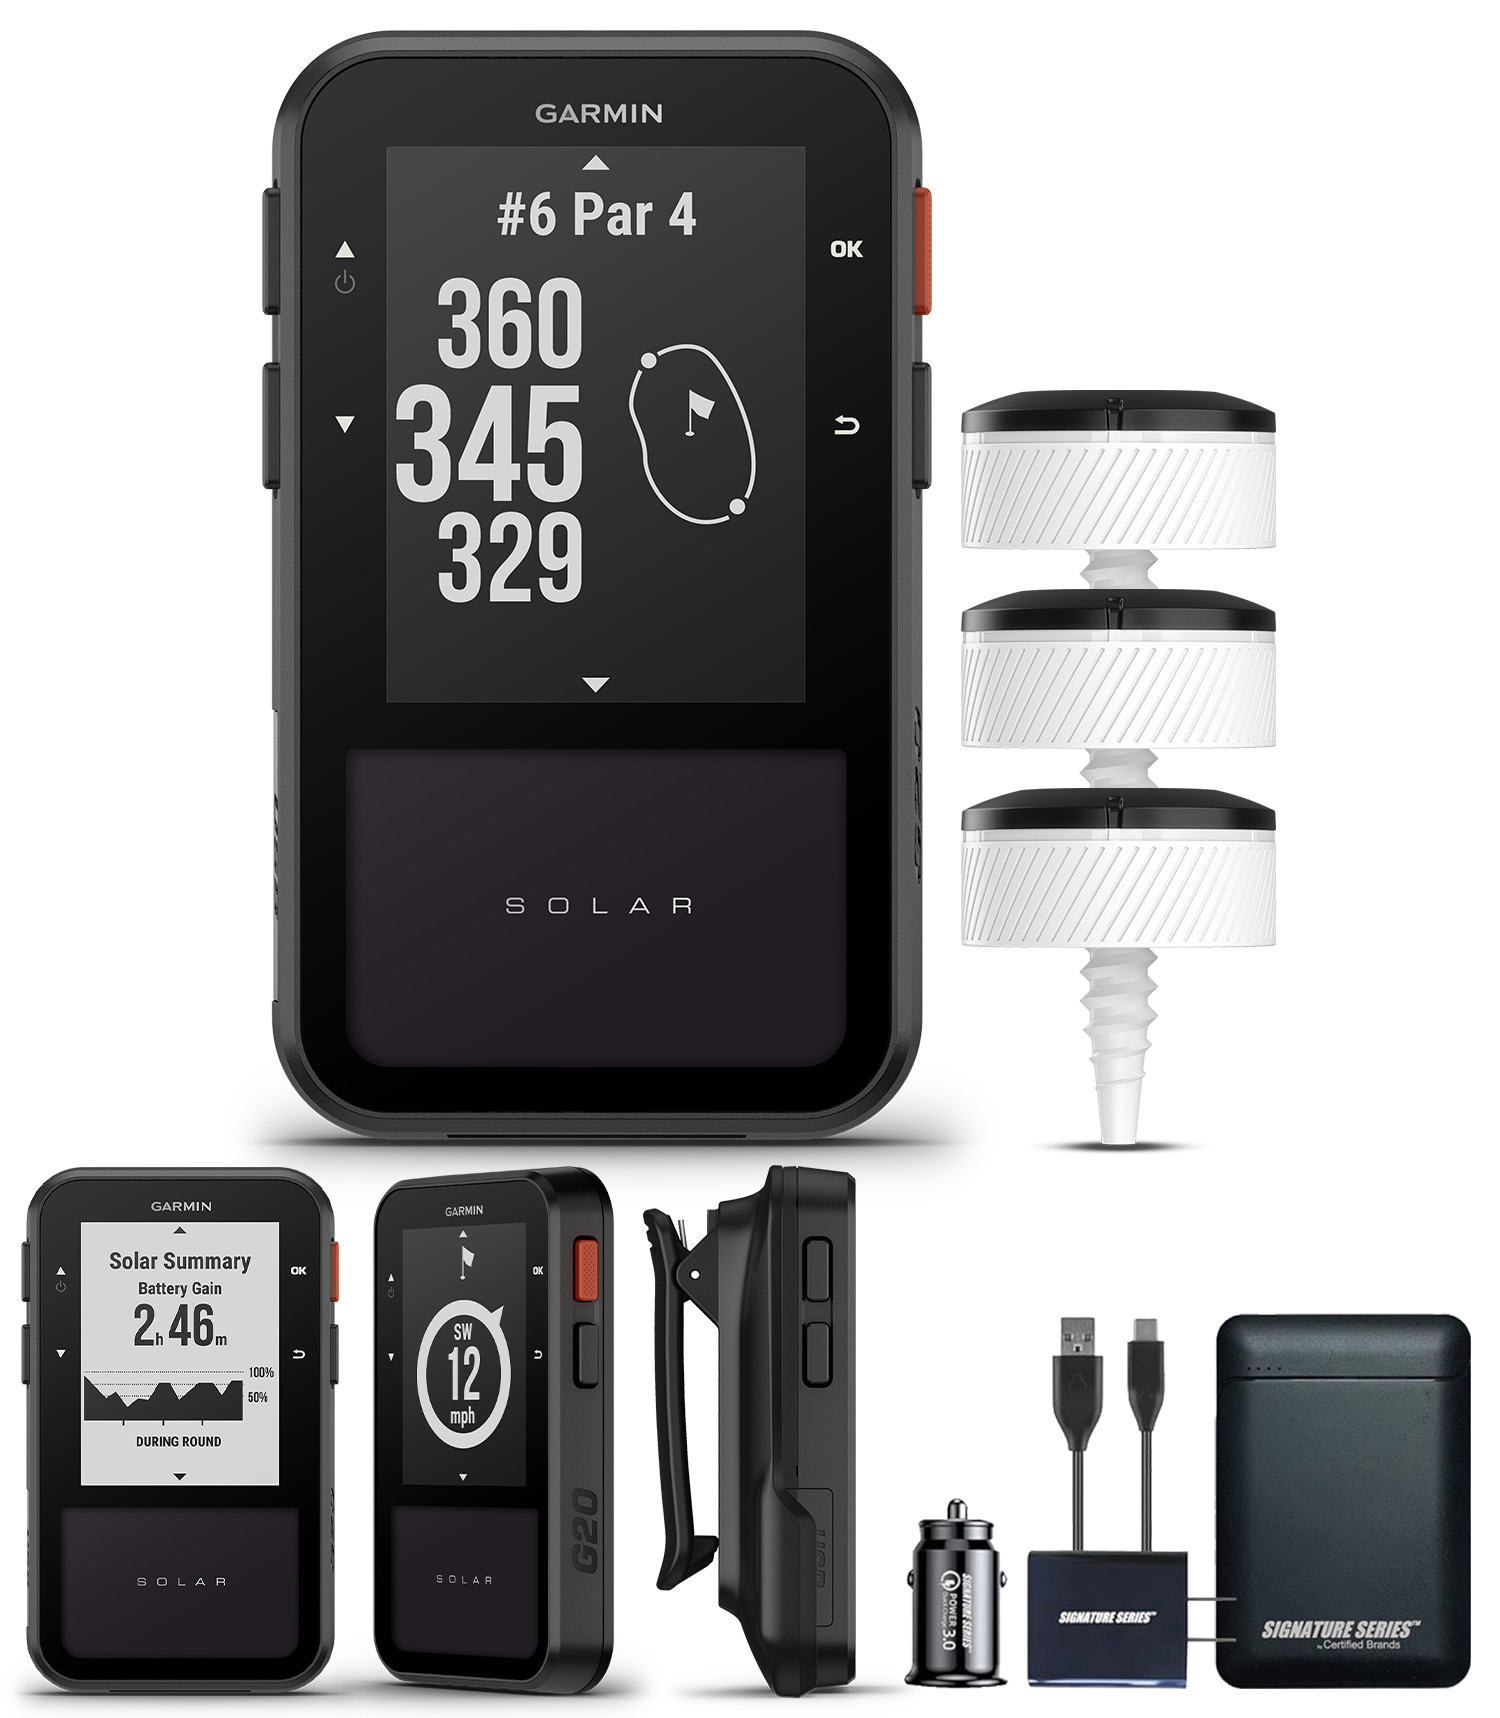 GARMIN
#6 Par 4
OK
360
345
329
SOLAR
GARMIN
Solar Summary
Battery Gain
2h 46m
100%
50%
DURING ROUND
OK
SOLAR
GARMIN
OK
SW
12
mph
SOLAR
G20
SIGNATURE SERIES
POWER 3.0
SIGNATURE SERIES™
SIGNATURE SERIES™
by Certified Brands